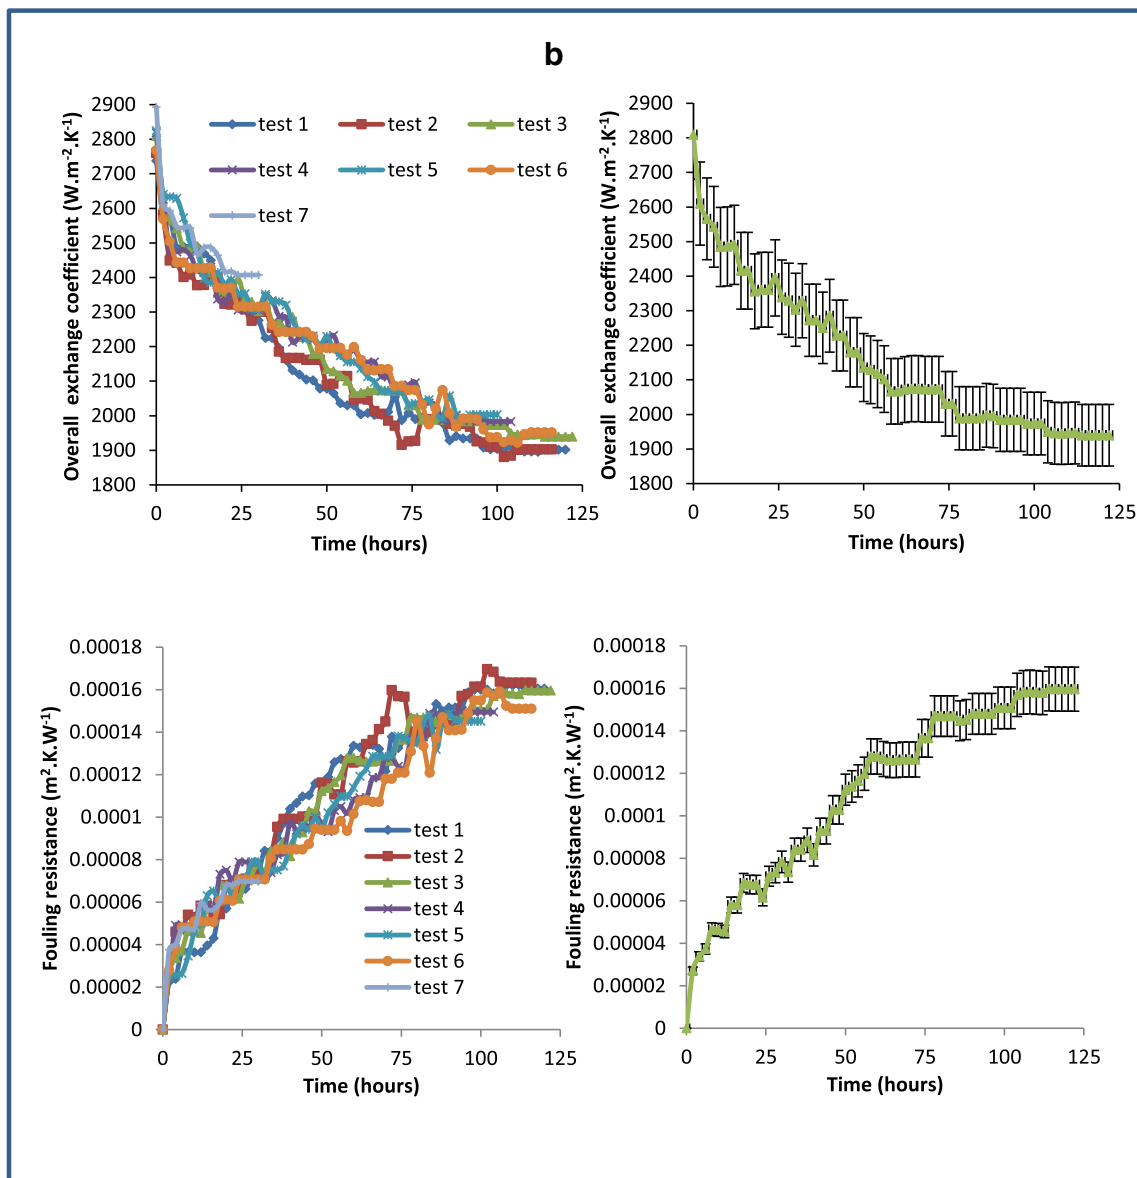 b
Overall exchange coefficient (W.m-2.K-1)
2900
2800
2700
2600
2500
2400
2300
2200
2100
2000
1900
1800
test 1
test 2
test 3
test 4
test 5
test 6
test 7
0
25
50
75
100
125
Time (hours)
Overall exchange coefficient (W.m-2.K-1)
2900
2800
2700
2600
2500
2400
2300
2200
2100
2000
1900
1800
0
25
50
75
100
125
Time (hours)
Fouling resistance (m2.K.W-1)
0.00018
0.00016
0.00014
0.00012
0.0001
0.00008
0.00006
0.00004
0.00002
0
test 1
test 2
test 3
test 4
test 5
test 6
test 7
0
25
50
75
100
125
Time (hours)
Fouling resistance (m2.K.W-1)
0.00018
0.00016
0.00014
0.00012
0.0001
0.00008
0.00006
0.00004
0.00002
0
0
25
50
75
100
125
Time (hours)